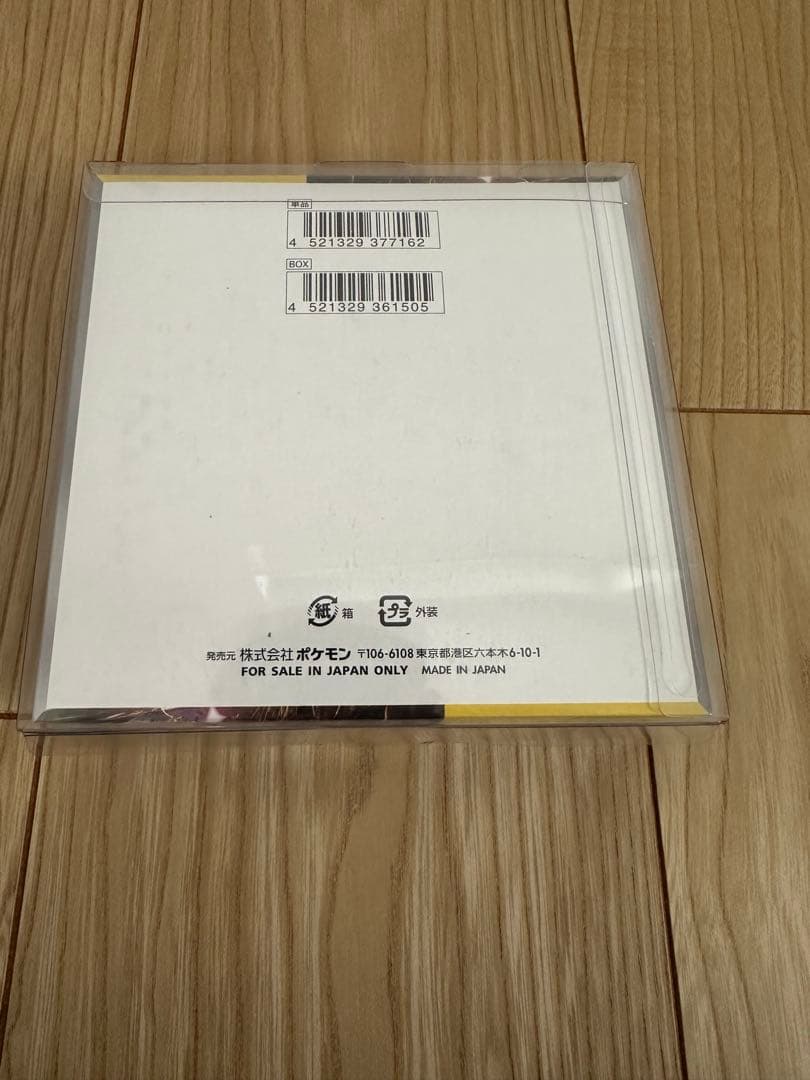 単品
4 521329 377162
BOX
4 521329 361505
紙 箱 プラ 外装
発売元 株式会社 ポケモン 〒106-6108 東京都港区六本木6-10-1
FOR SALE IN JAPAN ONLY MADE IN JAPAN